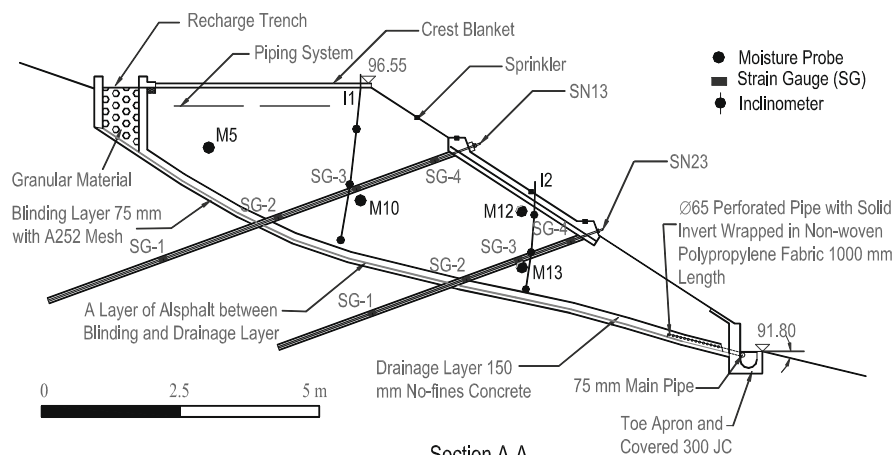 Recharge Trench
Crest Blanket
Piping System
96.55
Sprinkler
Moisture Probe
Strain Gauge (SG)
Inclinometer
I1
SN13
M5
SG-3
SG-4
I2
SN23
Granular Material
SG-2
M10
M12
SG-4
Ø65 Perforated Pipe with Solid
Invert Wrapped in Non-woven
Polypropylene Fabric 1000 mm
Length
Blinding Layer 75 mm
with A252 Mesh
SG-1
SG-3
SG-2
M13
SG-1
A Layer of Alsphalt between
Blinding and Drainage Layer
91.80
Drainage Layer 150
mm No-fines Concrete
75 mm Main Pipe
0
2.5
5 m
Toe Apron and
Covered 300 JC
Section A-A